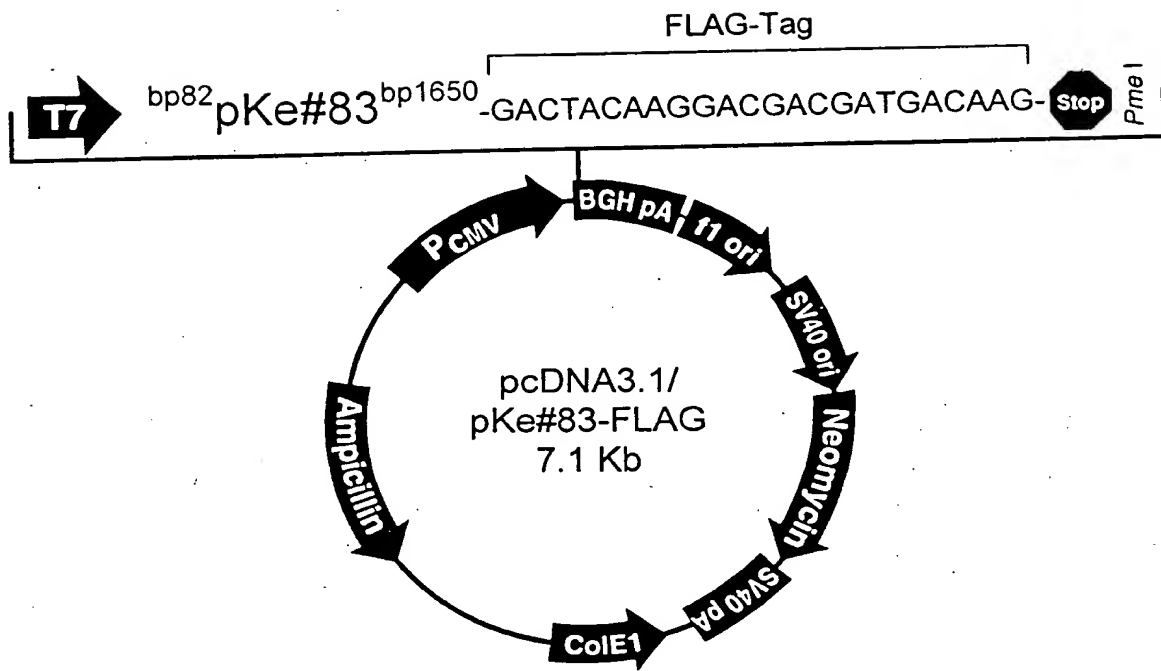 FLAG-Tag
T7 bp82pKe#83bp1650 -GACTACAAGGACGACGATGACAAG- Stop Pme I
PCMV
BGH pA
f1 ori
SV40 ori
Neomycin
SV40 pA
ColE1
Ampicillin
pcDNA3.1/
pKe#83-FLAG
7.1 Kb